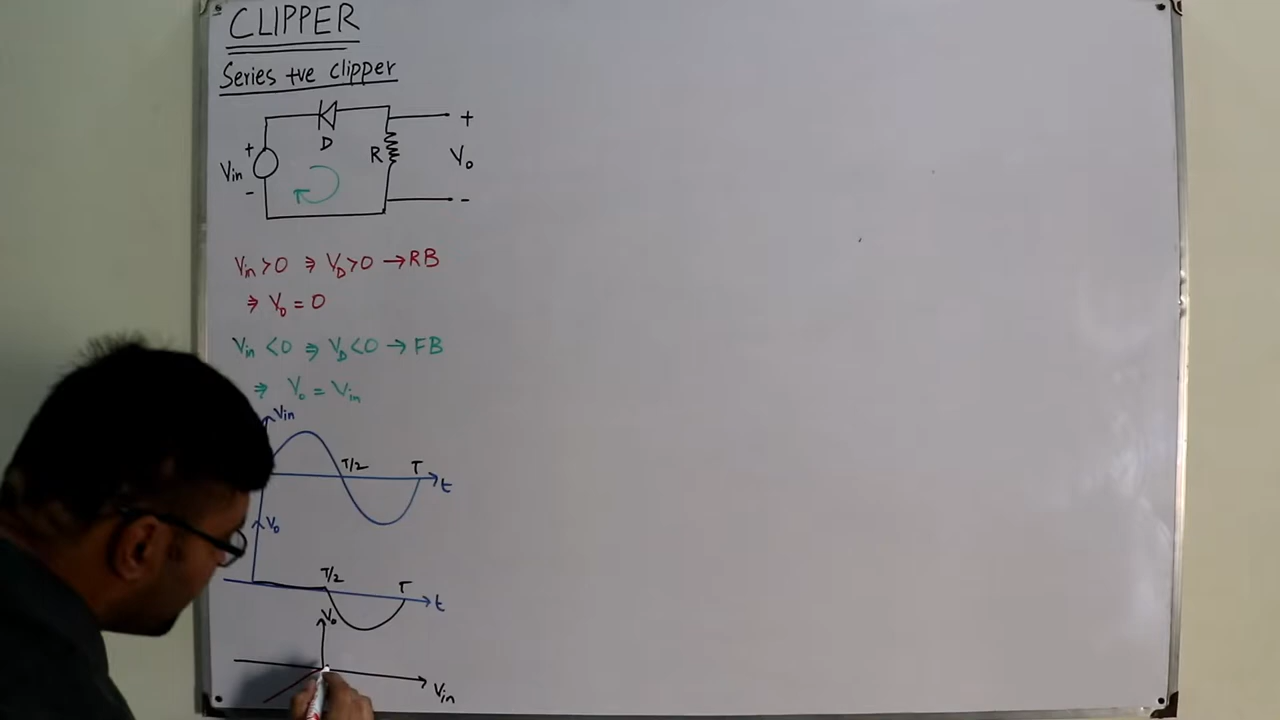 CLIPPER
Series +ve clipper
D
+
+
Vin
R
Vo
-
-
Vin > 0 ⇒ VD > 0 → RB
⇒ Vo = 0
Vin < 0 ⇒ VD < 0 → FB
⇒ Vo = Vin
Vin
T/2 T
t
Vo
T/2 T
t
Vo
Vin